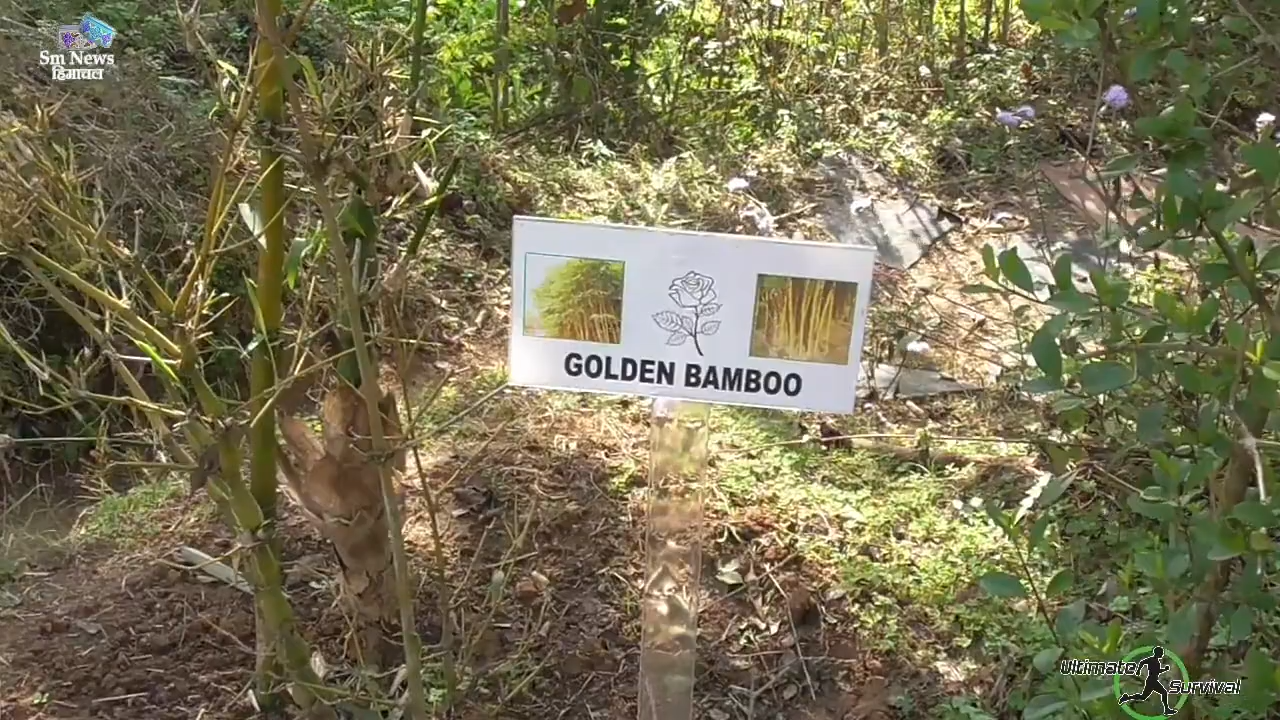 Sm News
हिमाचल
GOLDEN BAMBOO
Ultimate
Survival